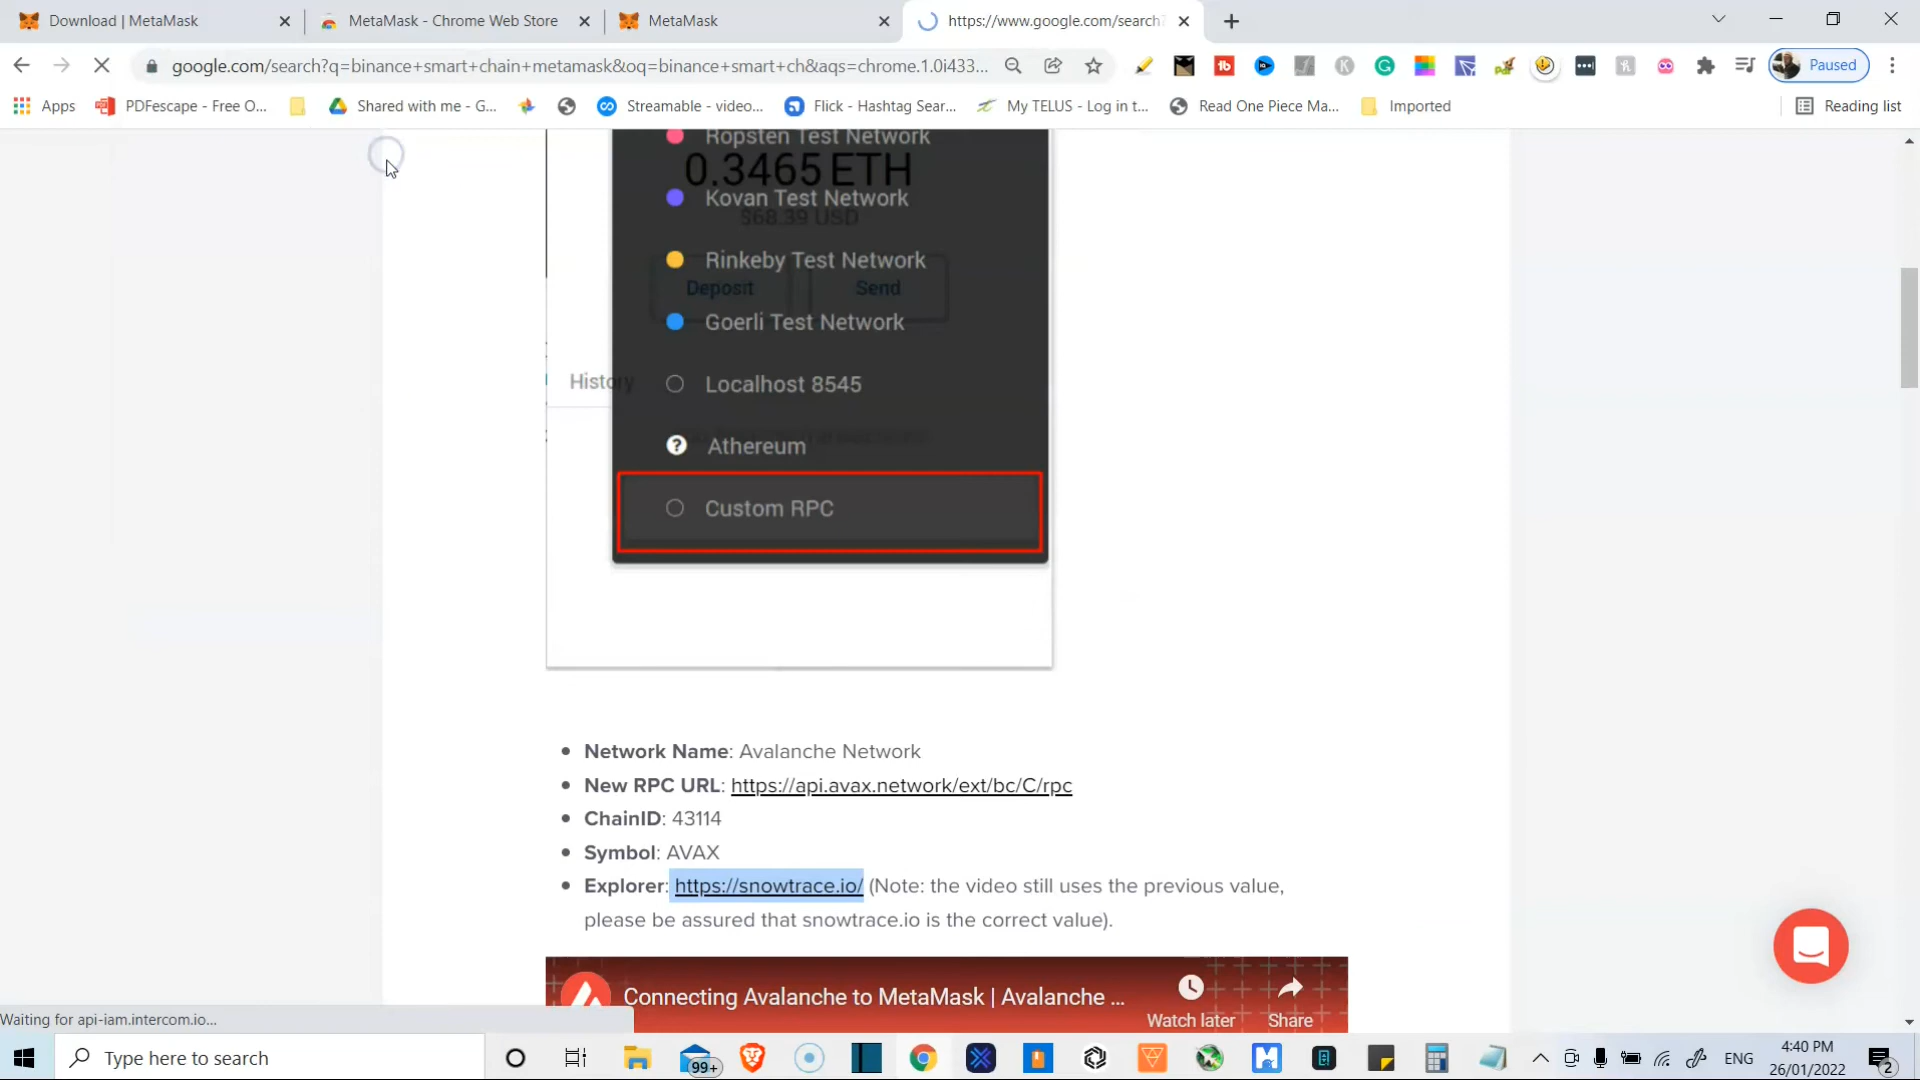 Download | MetaMask
MetaMask - Chrome Web Store
MetaMask
https://www.google.com/search?
google.com/search?q=binance+smart+chain+metamask&oq=binance+smart+ch&aqs=chrome.1.0i433...
Paused
Apps
PDFescape - Free O...
Shared with me - G...
Streamable - video...
Flick - Hashtag Sear...
My TELUS - Log in t...
Read One Piece Ma...
Imported
Reading list
Ropsten Test Network
0.3465 ETH
Kovan Test Network
$68.39 USD
Rinkeby Test Network
Deposit
Send
Goerli Test Network
History
Localhost 8545
? Athereum
Custom RPC
• Network Name: Avalanche Network
• New RPC URL: https://api.avax.network/ext/bc/C/rpc
• ChainID: 43114
• Symbol: AVAX
• Explorer: https://snowtrace.io/ (Note: the video still uses the previous value,
please be assured that snowtrace.io is the correct value).
Connecting Avalanche to MetaMask | Avalanche ...
Watch later
Share
Waiting for api-iam.intercom.io...
Type here to search
99+
ENG
4:40 PM
26/01/2022
2